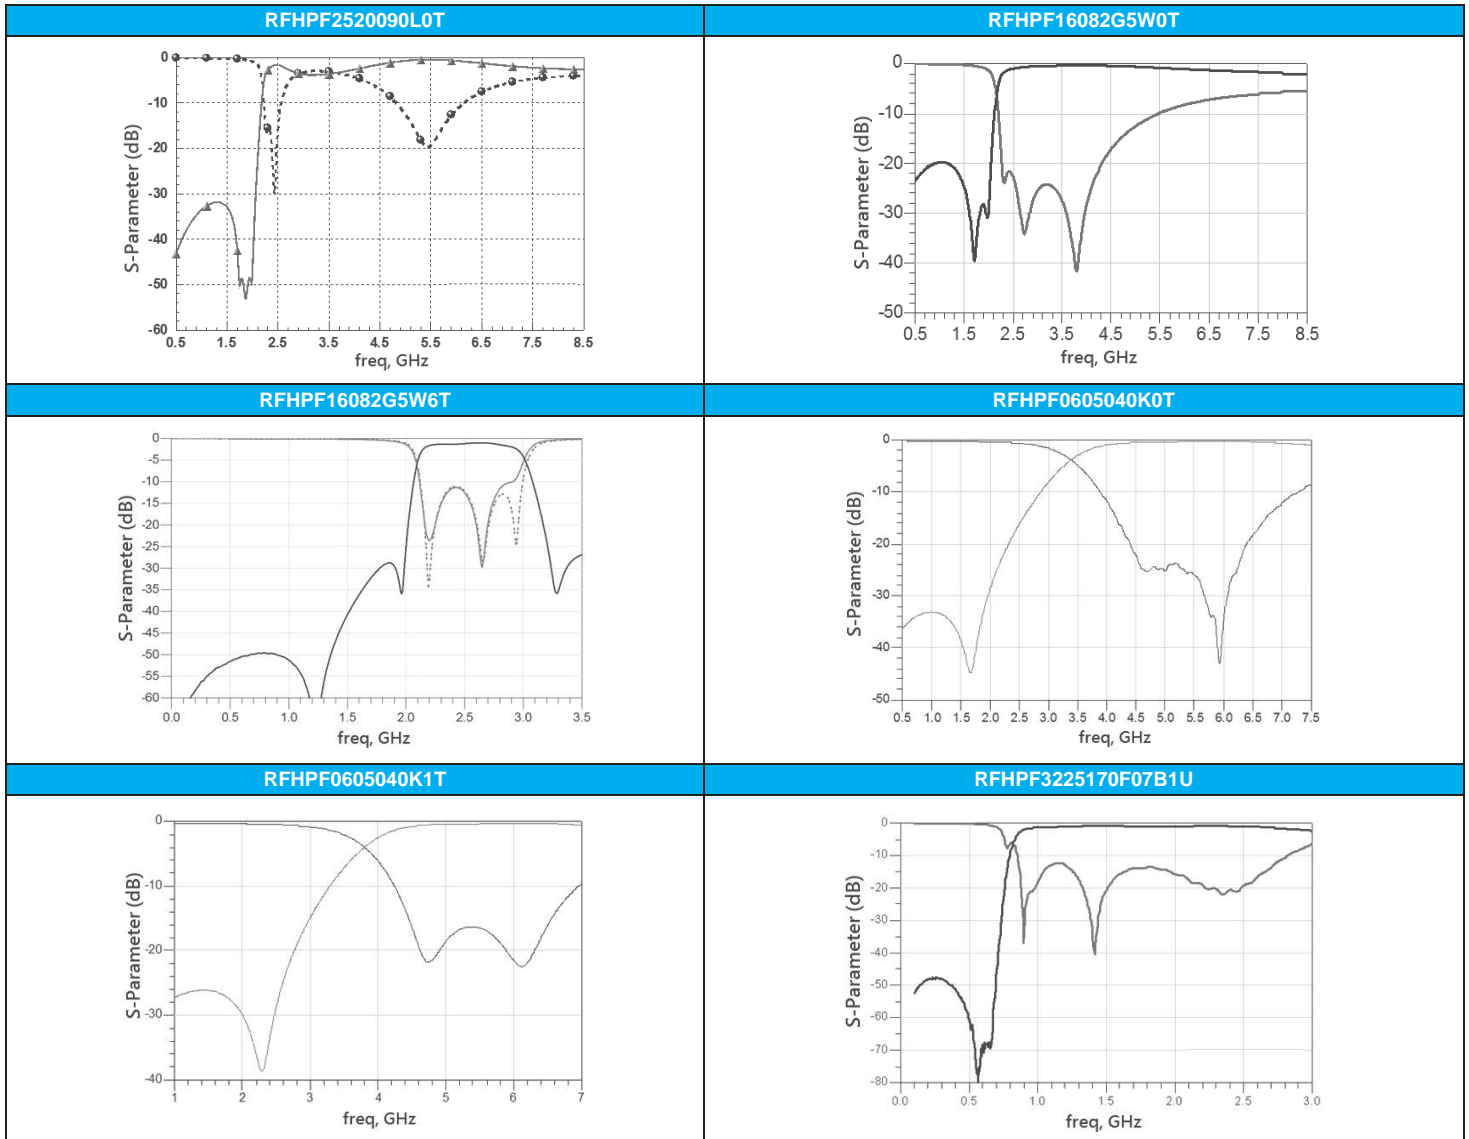 RFHPF2520090L0T
RFHPF16082G5W0T
0
-10
-20
-30
-40
-50
-60
S-Parameter (dB)
0.5 1.5 2.5 3.5 4.5 5.5 6.5 7.5 8.5
freq, GHz
0
-10
-20
-30
-40
-50
S-Parameter (dB)
0.5 1.5 2.5 3.5 4.5 5.5 6.5 7.5 8.5
freq, GHz
RFHPF16082G5W6T
RFHPF0605040K0T
0
-5
-10
-15
-20
-25
-30
-35
-40
-45
-50
-55
-60
S-Parameter (dB)
0.0 0.5 1.0 1.5 2.0 2.5 3.0 3.5
freq, GHz
0
-10
-20
-30
-40
-50
S-Parameter (dB)
0.5 1.0 1.5 2.0 2.5 3.0 3.5 4.0 4.5 5.0 5.5 6.0 6.5 7.0 7.5
freq, GHz
RFHPF0605040K1T
RFHPF3225170F07B1U
0
-10
-20
-30
-40
S-Parameter (dB)
1 2 3 4 5 6 7
freq, GHz
0
-10
-20
-30
-40
-50
-60
-70
-80
S-Parameter (dB)
0.0 0.5 1.0 1.5 2.0 2.5 3.0
freq, GHz